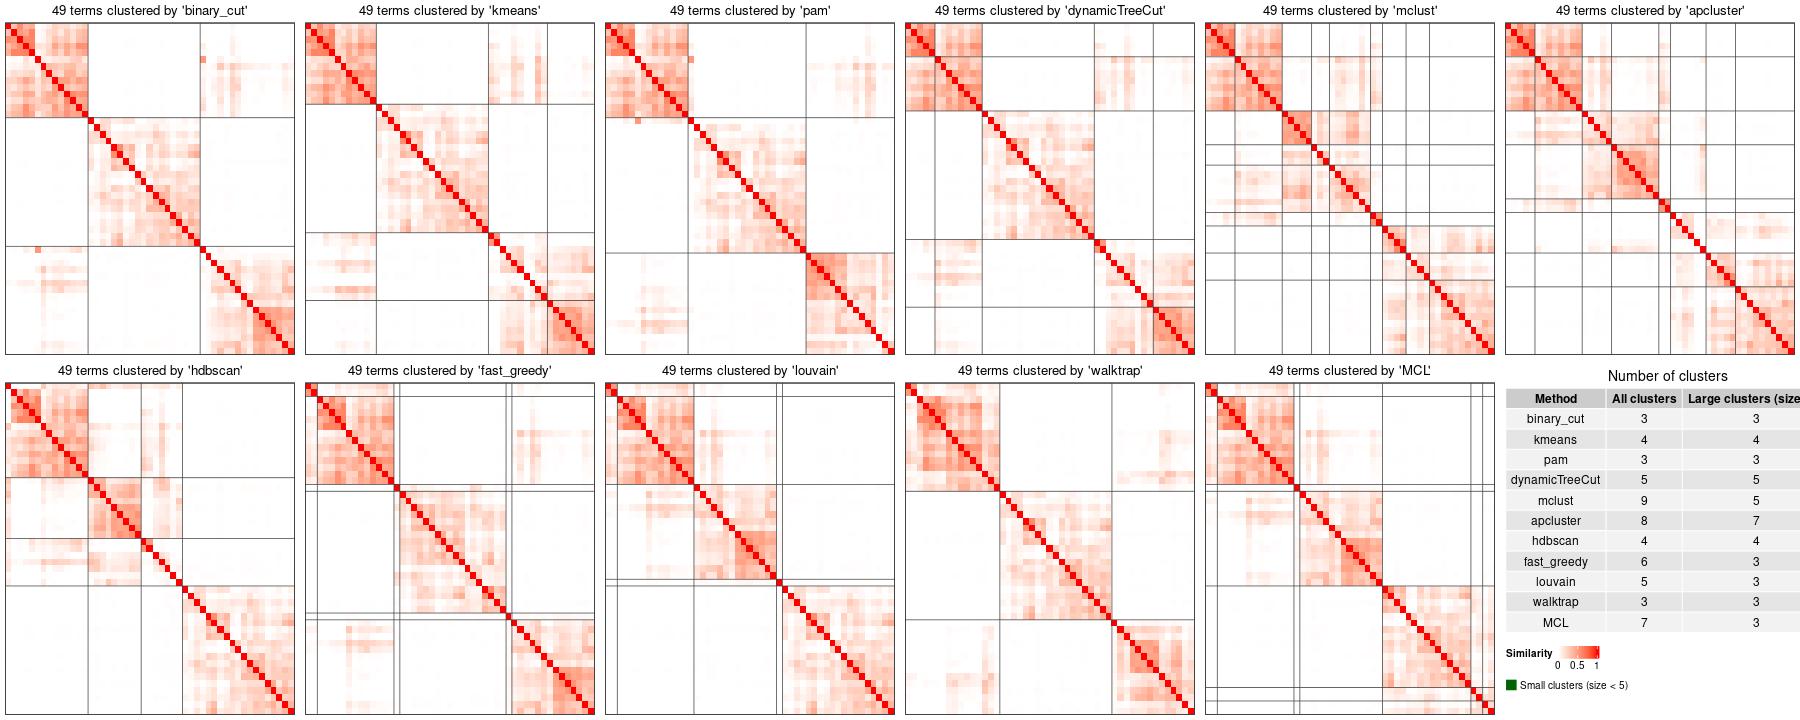 49 terms clustered by 'binary_cut'
49 terms clustered by 'kmeans'
49 terms clustered by 'pam'
49 terms clustered by 'dynamicTreeCut'
49 terms clustered by 'mclust'
49 terms clustered by 'apcluster'
49 terms clustered by 'hdbscan'
49 terms clustered by 'fast_greedy'
49 terms clustered by 'louvain'
49 terms clustered by 'walktrap'
49 terms clustered by 'MCL'
Number of clusters
Method All clusters Large clusters (size
binary_cut 3 3
kmeans 4 4
pam 3 3
dynamicTreeCut 5 5
mclust 9 5
apcluster 8 7
hdbscan 4 4
fast_greedy 6 3
louvain 5 3
walktrap 3 3
MCL 7 3
Similarity
0 0.5 1
Small clusters (size < 5)